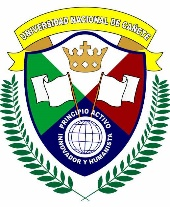 UNIVERSIDAD NACIONAL DE CAÑETE
PRINCIPIO ACTIVO
INNOVADOR Y HUMANISTA